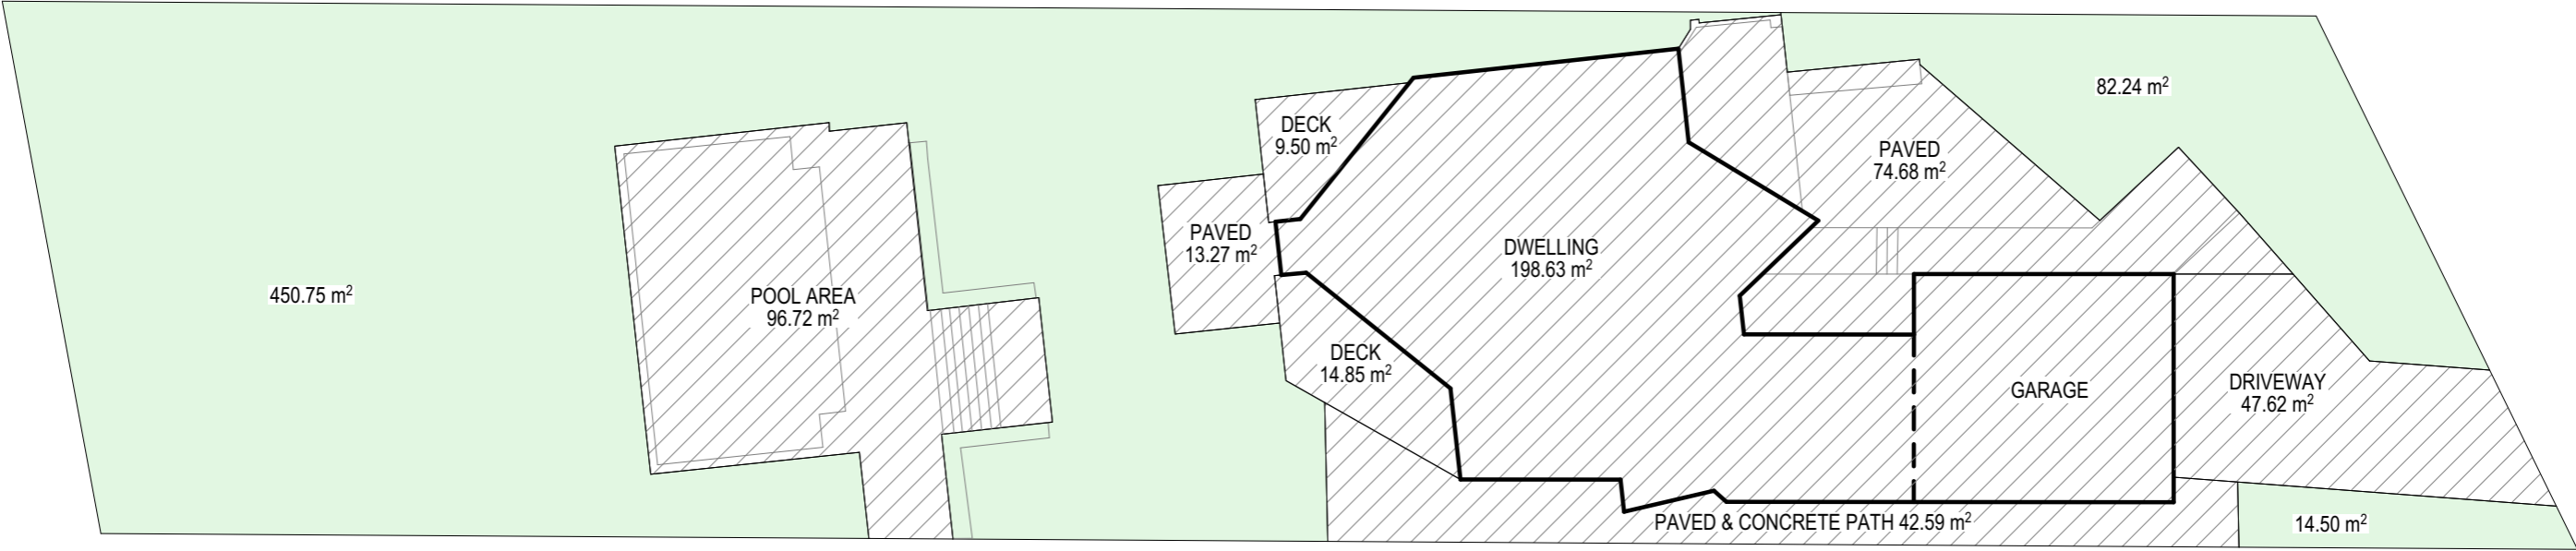 82.24 m²
DECK
9.50 m²
PAVED
74.68 m²
PAVED
13.27 m²
DWELLING
198.63 m²
450.75 m²
POOL AREA
96.72 m²
DECK
14.85 m²
GARAGE
DRIVEWAY
47.62 m²
PAVED & CONCRETE PATH 42.59 m²
14.50 m²